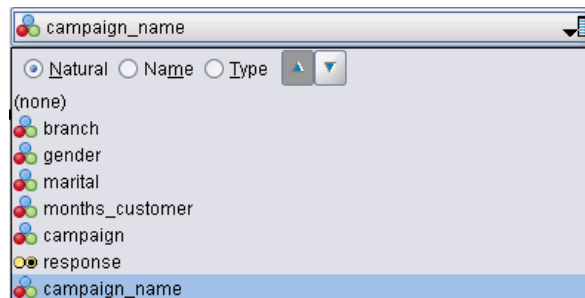 campaign_name
Natural Name Type
(none)
branch
gender
marital
months_customer
campaign
response
campaign_name